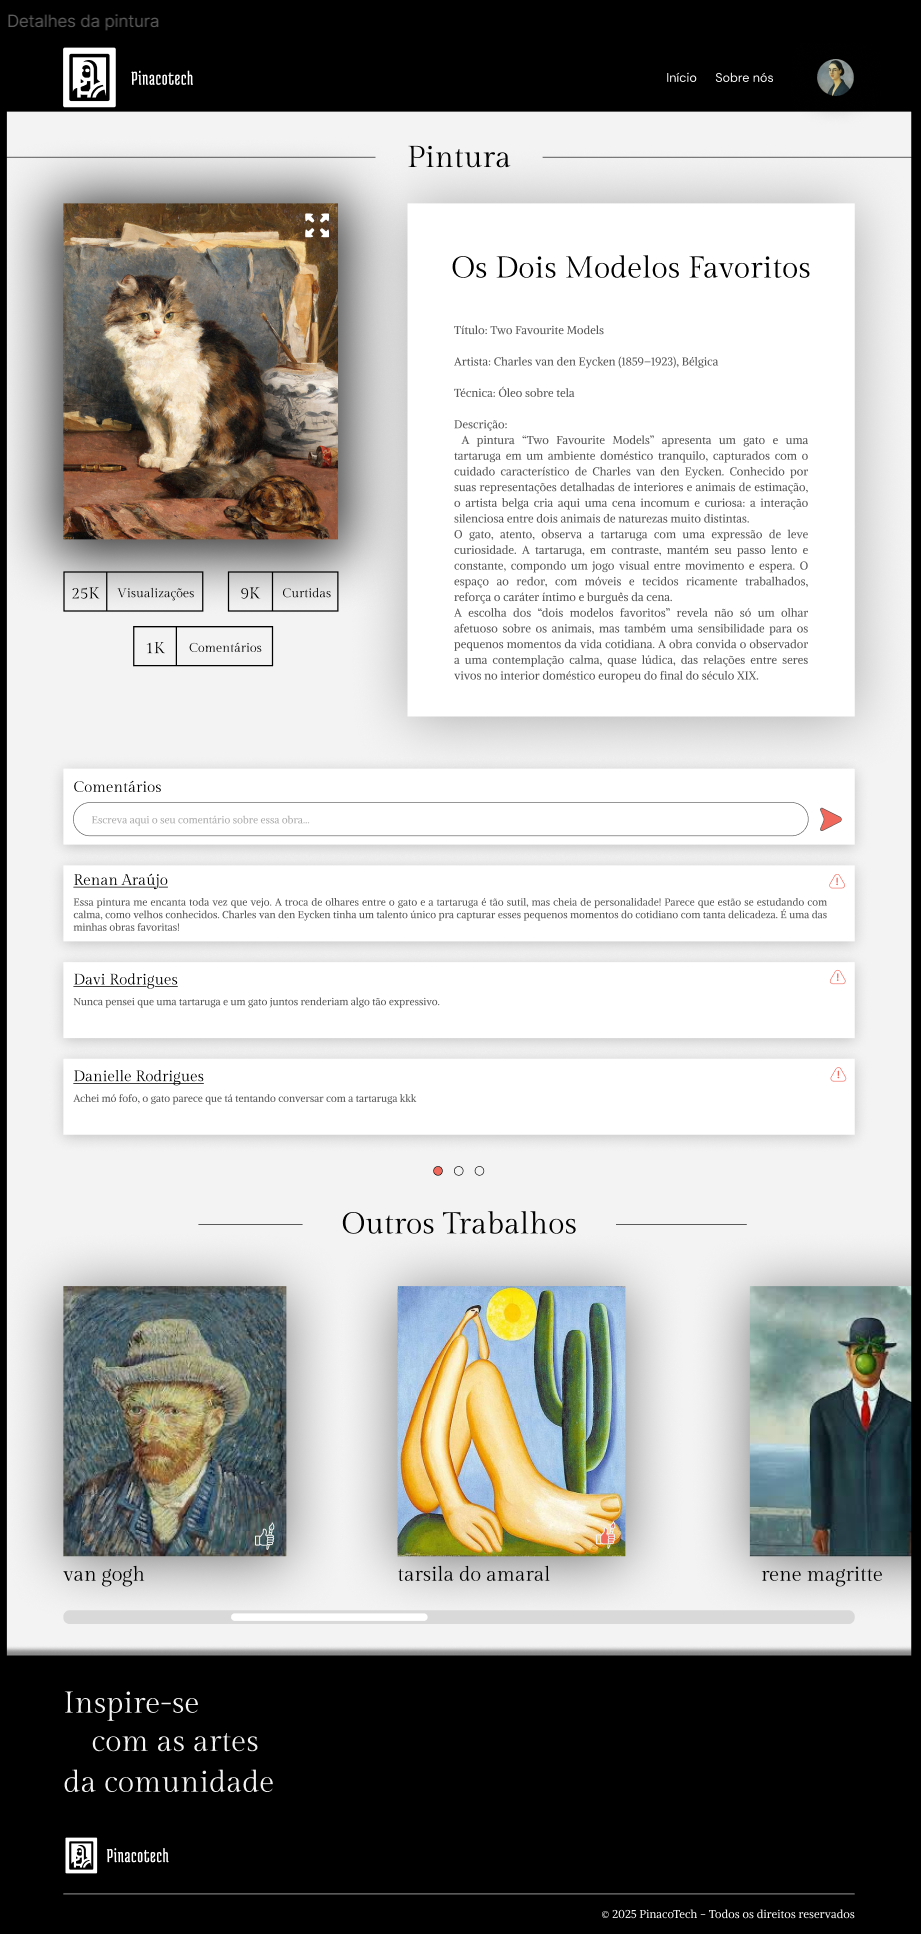 Detalhes da pintura
Pinacotech
Início
Sobre nós
Pintura
Os Dois Modelos Favoritos
Título: Two Favourite Models
Artista: Charles van den Eycken (1859–1923), Bélgica
Técnica: Óleo sobre tela
Descrição:
A pintura “Two Favourite Models” apresenta um gato e uma
tartaruga em um ambiente doméstico tranquilo, capturados com o
cuidado característico de Charles van den Eycken. Conhecido por
suas representações detalhadas de interiores e animais de estimação,
o artista belga cria aqui uma cena incomum e curiosa: a interação
silenciosa entre dois animais de naturezas muito distintas.
O gato, atento, observa a tartaruga com uma expressão de leve
curiosidade. A tartaruga, em contraste, mantém seu passo lento e
constante, compondo um jogo visual entre movimento e espera. O
espaço ao redor, com móveis e tecidos ricamente trabalhados,
reforça o caráter íntimo e burguês da cena.
A escolha dos “dois modelos favoritos” revela não só um olhar
afetuoso sobre os animais, mas também uma sensibilidade para os
pequenos momentos da vida cotidiana. A obra convida o observador
a uma contemplação calma, quase lúdica, das relações entre seres
vivos no interior doméstico europeu do final do século XIX.
25K
Visualizações
9K
Curtidas
1K
Comentários
Comentários
Escreva aqui o seu comentário sobre essa obra...
Renan Araújo
Essa pintura me encanta toda vez que vejo. A troca de olhares entre o gato e a tartaruga é tão sutil, mas cheia de personalidade! Parece que estão se estudando com
calma, como velhos conhecidos. Charles van den Eycken tinha um talento único pra capturar esses pequenos momentos do cotidiano com tanta delicadeza. É uma das
minhas obras favoritas!
Davi Rodrigues
Nunca pensei que uma tartaruga e um gato juntos renderiam algo tão expressivo.
Danielle Rodrigues
Achei mó fofo, o gato parece que tá tentando conversar com a tartaruga kkk
Outros Trabalhos
van gogh
tarsila do amaral
rene magritte
Inspire-se
com as artes
da comunidade
Pinacotech
© 2025 PinacoTech - Todos os direitos reservados